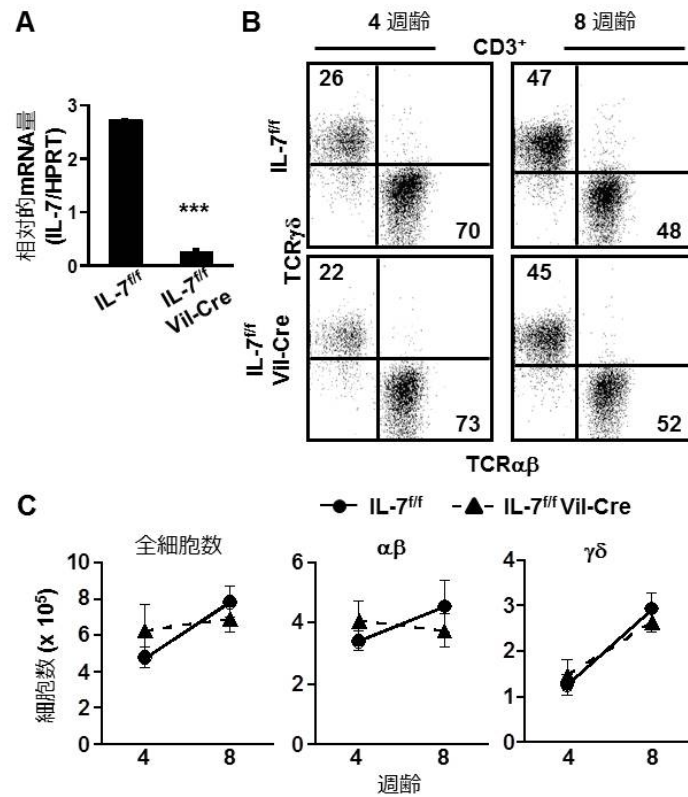 A
相対的mRNA量
(IL-7/HPRT)
3
2
1
0
***
IL-7f/f
IL-7f/f
Vil-Cre
B
4 週齢
8 週齢
CD3+
IL-7f/f
IL-7f/f
Vil-Cre
TCRγδ
26
70
47
48
22
73
45
52
TCRαβ
C
IL-7f/f
IL-7f/f Vil-Cre
全細胞数
αβ
γδ
細胞数 (x 10⁵)
10
8
6
4
2
0
4
8
6
4
2
0
4
8
4
3
2
1
0
4
8
週齢